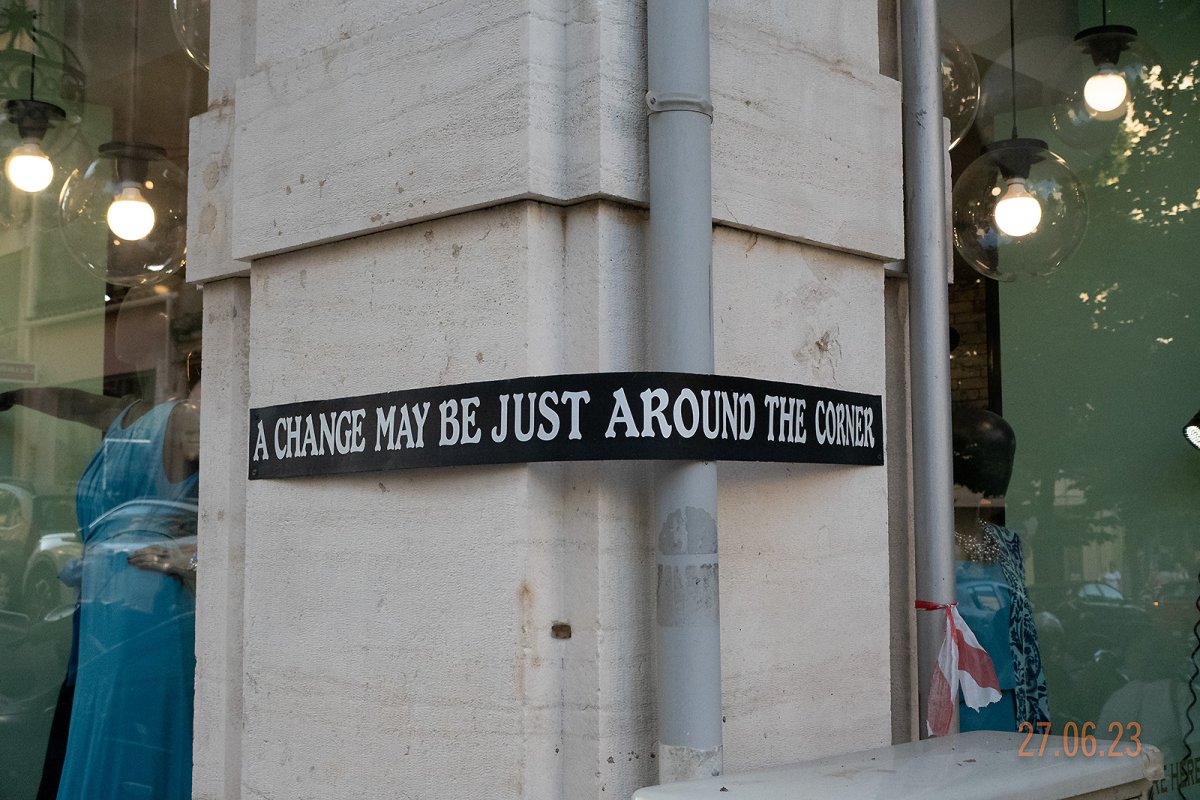 A CHANGE MAY BE JUST AROUND THE CORNER
27.06.23